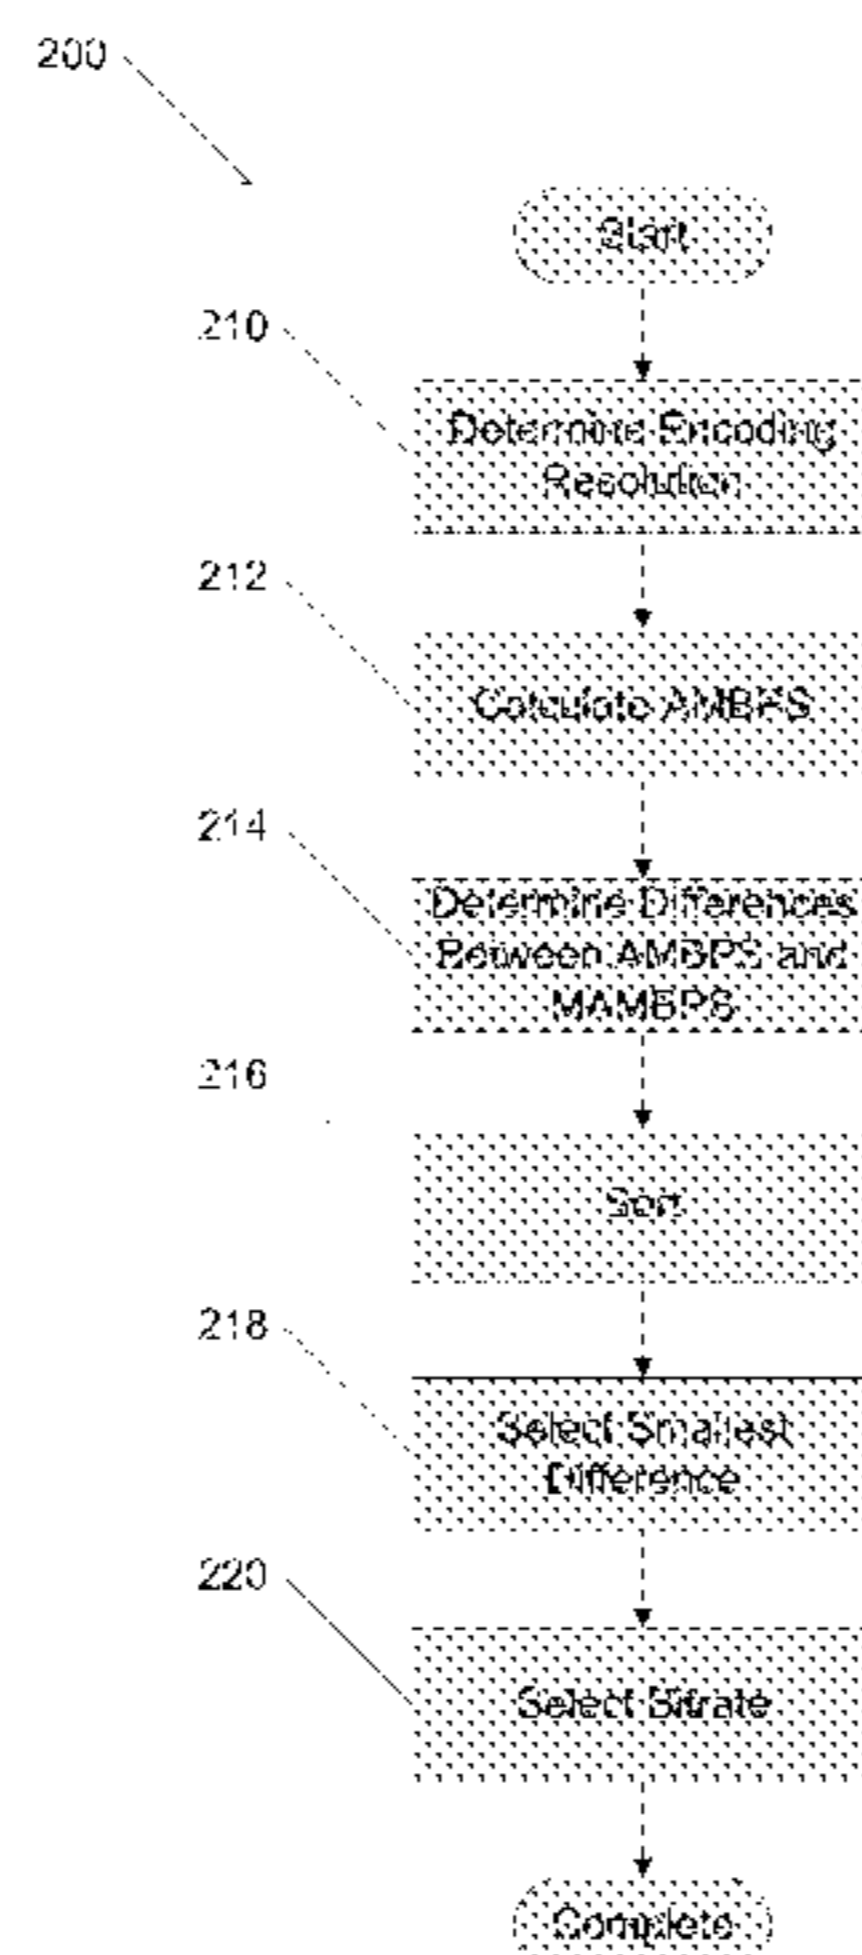 200
Start
210
Determine Encoding
Resolution
212
Calculate AMBPS
214
Determine Differences
Between AMBPS and
MAMBPS
216
Sort
218
Select Smallest
Difference
220
Select Bitrate
Complete